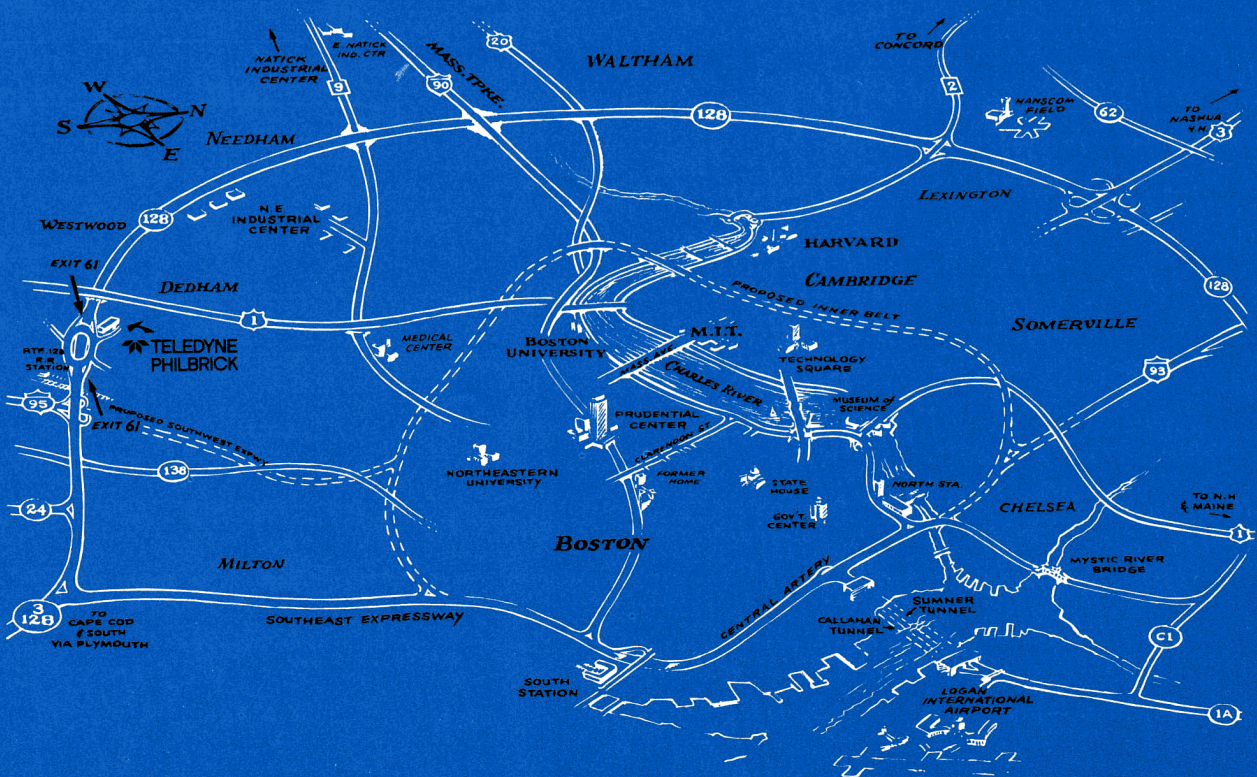 NATICK
INDUSTRIAL
CENTER
E. NATICK
IND. CTR
9
MASS. TPKE.
90
20
WALTHAM
TO
CONCORD
2
HANSCOM
FIELD
62
TO
NASHUA
N.H.
3
W
N
S
E
NEEDHAM
128
LEXINGTON
WESTWOOD
128
N.E.
INDUSTRIAL
CENTER
HARVARD
CAMBRIDGE
EXIT 61
DEDHAM
1
PROPOSED INNER BELT
128
SOMERVILLE
RTE. 128
R.R.
STATION
TELEDYNE
PHILBRICK
MEDICAL
CENTER
BOSTON
UNIVERSITY
M.I.T.
MASS. AVE.
TECHNOLOGY
SQUARE
CHARLES RIVER
93
95
EXIT 61
PROPOSED SOUTHWEST EXPWY
PRUDENTIAL
CENTER
CLARENDON ST.
MUSEUM OF
SCIENCE
138
NORTHEASTERN
UNIVERSITY
FORMER
HOME
STATE
HOUSE
NORTH STA.
GOV'T.
CENTER
CHELSEA
TO N.H.
& MAINE
1
24
BOSTON
MILTON
MYSTIC RIVER
BRIDGE
3
128
TO
CAPE COD
& SOUTH
VIA PLYMOUTH
SOUTHEAST EXPRESSWAY
CENTRAL ARTERY
SUMNER
TUNNEL
CALLAHAN
TUNNEL
C1
SOUTH
STATION
LOGAN
INTERNATIONAL
AIRPORT
1A